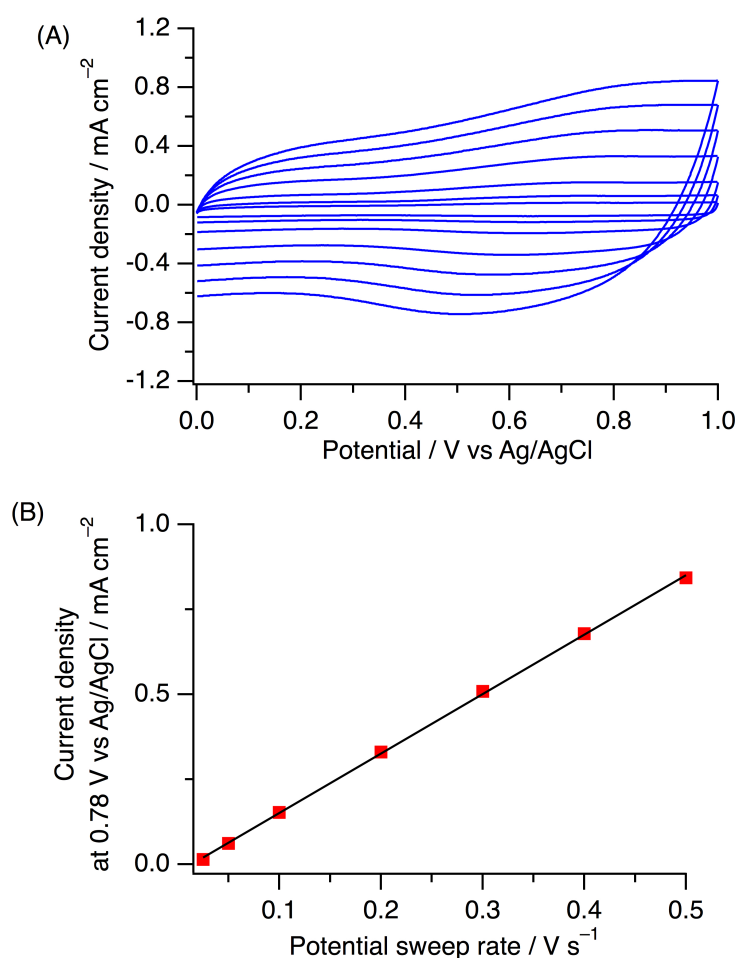 (A)
1.2
0.8
0.4
0.0
-0.4
-0.8
-1.2
Current density / mA cm⁻²
0.0 0.2 0.4 0.6 0.8 1.0
Potential / V vs Ag/AgCl
(B)
1.0
0.5
0.0
Current density
at 0.78 V vs Ag/AgCl / mA cm⁻²
0.1 0.2 0.3 0.4 0.5
Potential sweep rate / V s⁻¹